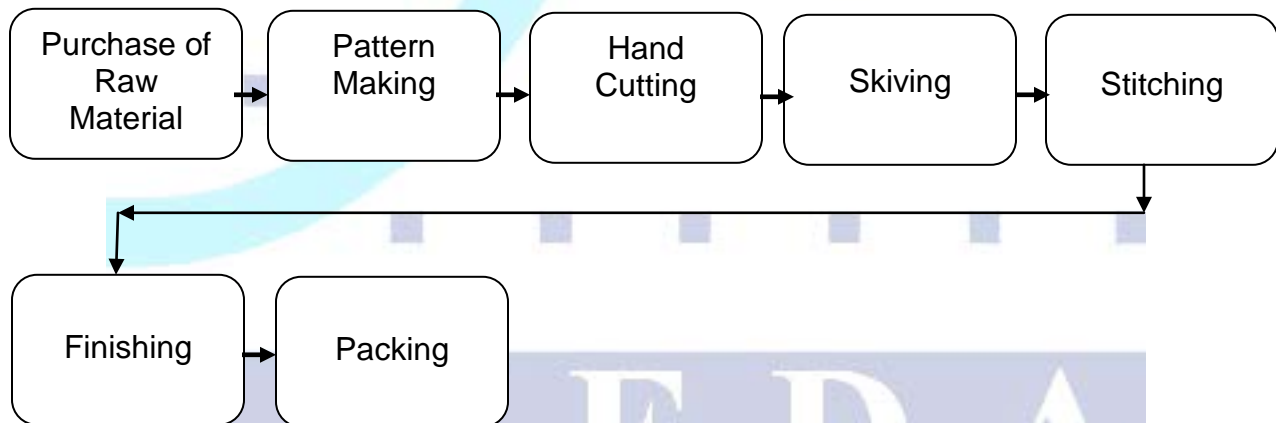 Purchase of
Raw
Material
Pattern
Making
Hand
Cutting
Skiving
Stitching
Finishing
Packing
E D A